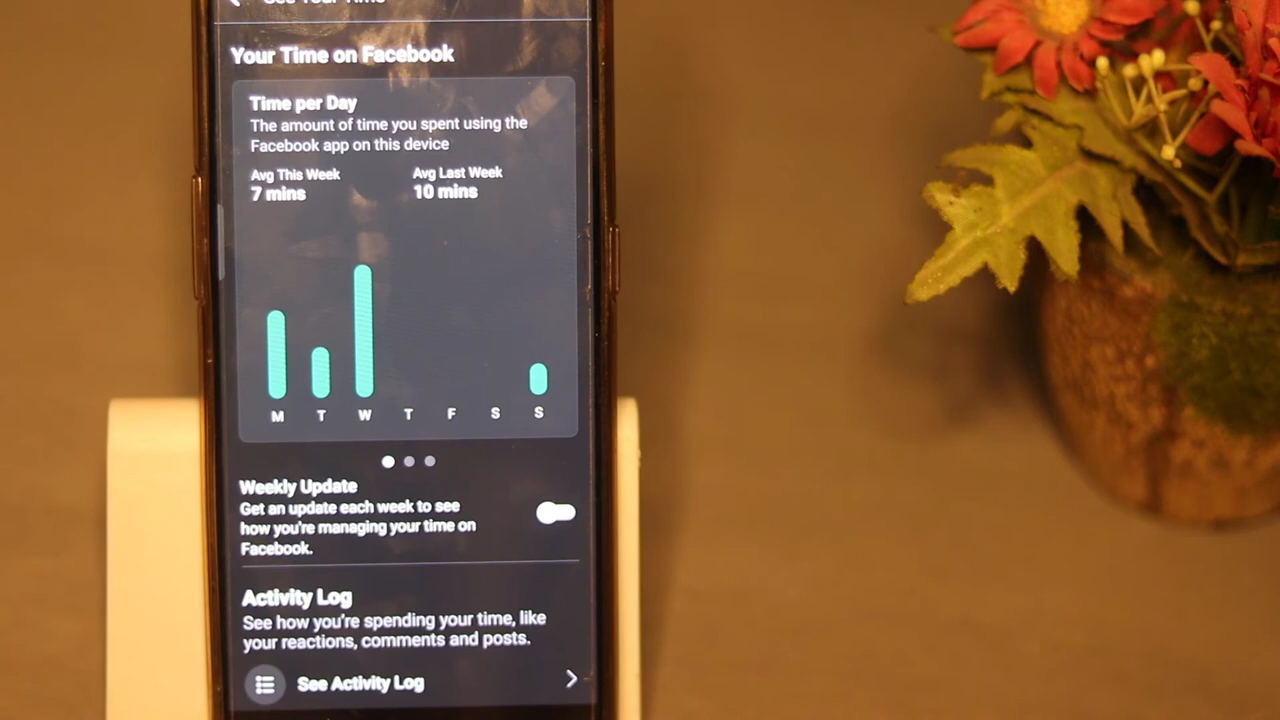 See Your Time
Your Time on Facebook
Time per Day
The amount of time you spent using the
Facebook app on this device
Avg This Week Avg Last Week
7 mins 10 mins
M T W T F S S
Weekly Update
Get an update each week to see
how you're managing your time on
Facebook.
Activity Log
See how you're spending your time, like
your reactions, comments and posts.
See Activity Log